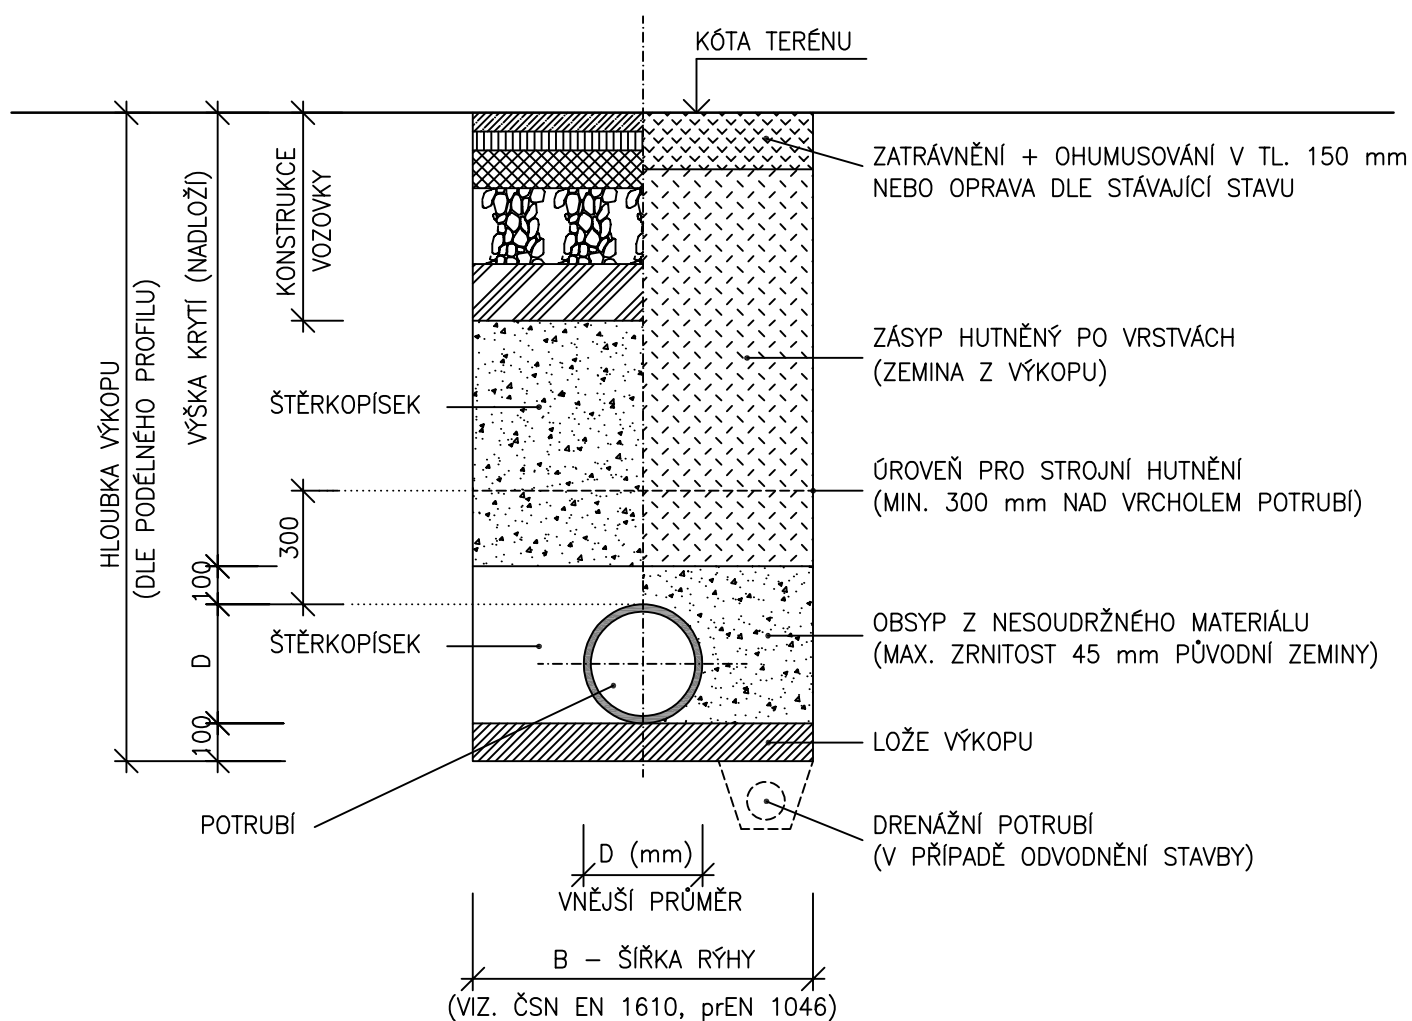 KÓTA TERÉNU
ZATRÁVNĚNÍ + OHUMUSOVÁNÍ V TL. 150 mm
NEBO OPRAVA DLE STÁVAJÍCÍ STAVU
HLOUBKA VÝKOPU
(DLE PODÉLNÉHO PROFILU)
VÝŠKA KRYTÍ (NADLOŽÍ)
KONSTRUKCE
VOZOVKY
ZÁSYP HUTNĚNÝ PO VRSTVÁCH
(ZEMINA Z VÝKOPU)
ŠTĚRKOPÍSEK
ÚROVEŇ PRO STROJNÍ HUTNĚNÍ
(MIN. 300 mm NAD VRCHOLEM POTRUBÍ)
300
100
ŠTĚRKOPÍSEK
D
OBSYP Z NESOUDRŽNÉHO MATERIÁLU
(MAX. ZRNITOST 45 mm PŮVODNÍ ZEMINY)
100
LOŽE VÝKOPU
POTRUBÍ
DRENÁŽNÍ POTRUBÍ
(V PŘÍPADĚ ODVODNĚNÍ STAVBY)
D (mm)
VNĚJŠÍ PRŮMĚR
B – ŠÍŘKA RÝHY
(VIZ. ČSN EN 1610, prEN 1046)